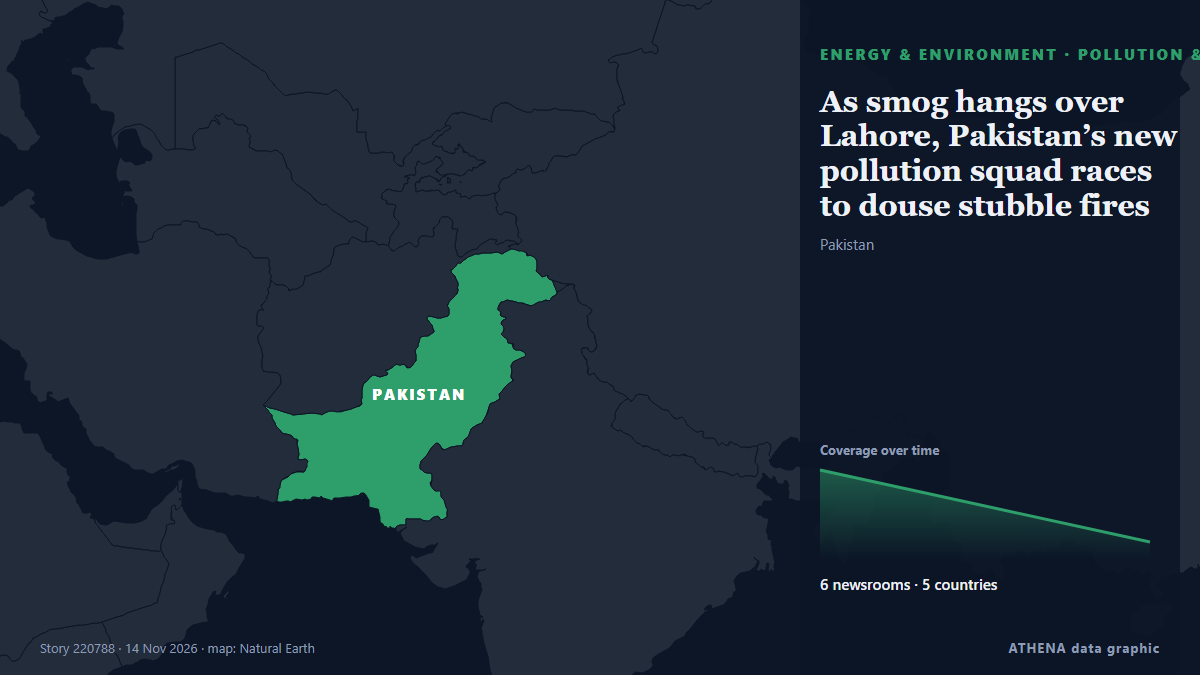 ENERGY & ENVIRONMENT · POLLUTION &
As smog hangs over
Lahore, Pakistan’s new
pollution squad races
to douse stubble fires
Pakistan
PAKISTAN
Coverage over time
6 newsrooms · 5 countries
Story 220788 · 14 Nov 2026 · map: Natural Earth
ATHENA data graphic